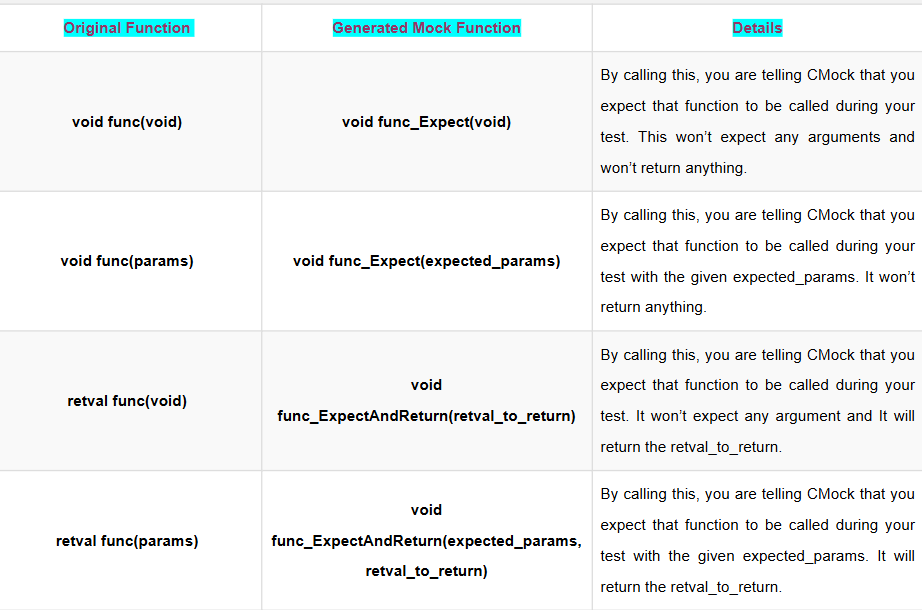 Original Function
Generated Mock Function
Details
void func(void)
void func_Expect(void)
By calling this, you are telling CMock that you
expect that function to be called during your
test. This won’t expect any arguments and
won’t return anything.
void func(params)
void func_Expect(expected_params)
By calling this, you are telling CMock that you
expect that function to be called during your
test with the given expected_params. It won’t
return anything.
retval func(void)
void
func_ExpectAndReturn(retval_to_return)
By calling this, you are telling CMock that you
expect that function to be called during your
test. It won’t expect any argument and It will
return the retval_to_return.
retval func(params)
void
func_ExpectAndReturn(expected_params,
retval_to_return)
By calling this, you are telling CMock that you
expect that function to be called during your
test with the given expected_params. It will
return the retval_to_return.